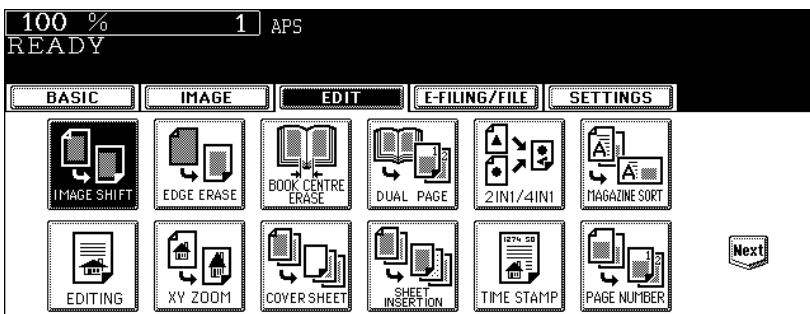 100 % 1 APS
READY
BASIC IMAGE EDIT E-FILING/FILE SETTINGS
IMAGE SHIFT EDGE ERASE BOOK CENTRE ERASE DUAL PAGE 2IN1/4IN1 MAGAZINE SORT
EDITING XY ZOOM COVER SHEET SHEET INSERTION TIME STAMP PAGE NUMBER Next